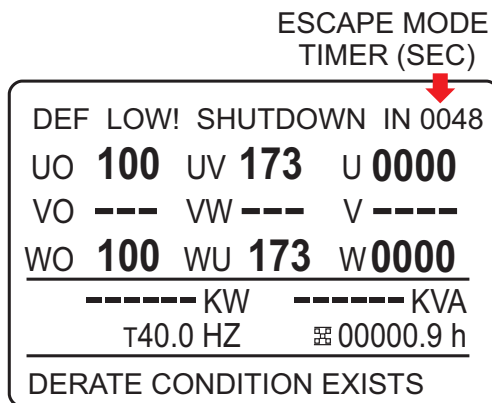 ESCAPE MODE
TIMER (SEC)
DEF LOW! SHUTDOWN IN 0048
UO 100 UV 173 U 0000
VO --- VW --- V ----
WO 100 WU 173 W 0000
------ KW ------ KVA
T40.0 HZ 00000.9 h
DERATE CONDITION EXISTS